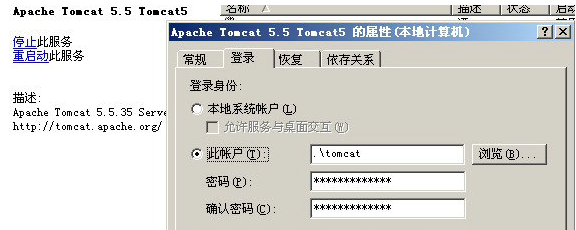 Apache Tomcat 5.5 Tomcat5
描述
状态
停止此服务
重启动此服务
描述:
Apache Tomcat 5.5.35 Serve
http://tomcat.apache.org/
Apache Tomcat 5.5 Tomcat5 的属性(本地计算机)
常规
登录
恢复
依存关系
登录身份:
本地系统帐户(L)
允许服务与桌面交互(W)
此帐户(T):
.\tomcat
浏览(B)...
密码(P):
*************
确认密码(C):
*************